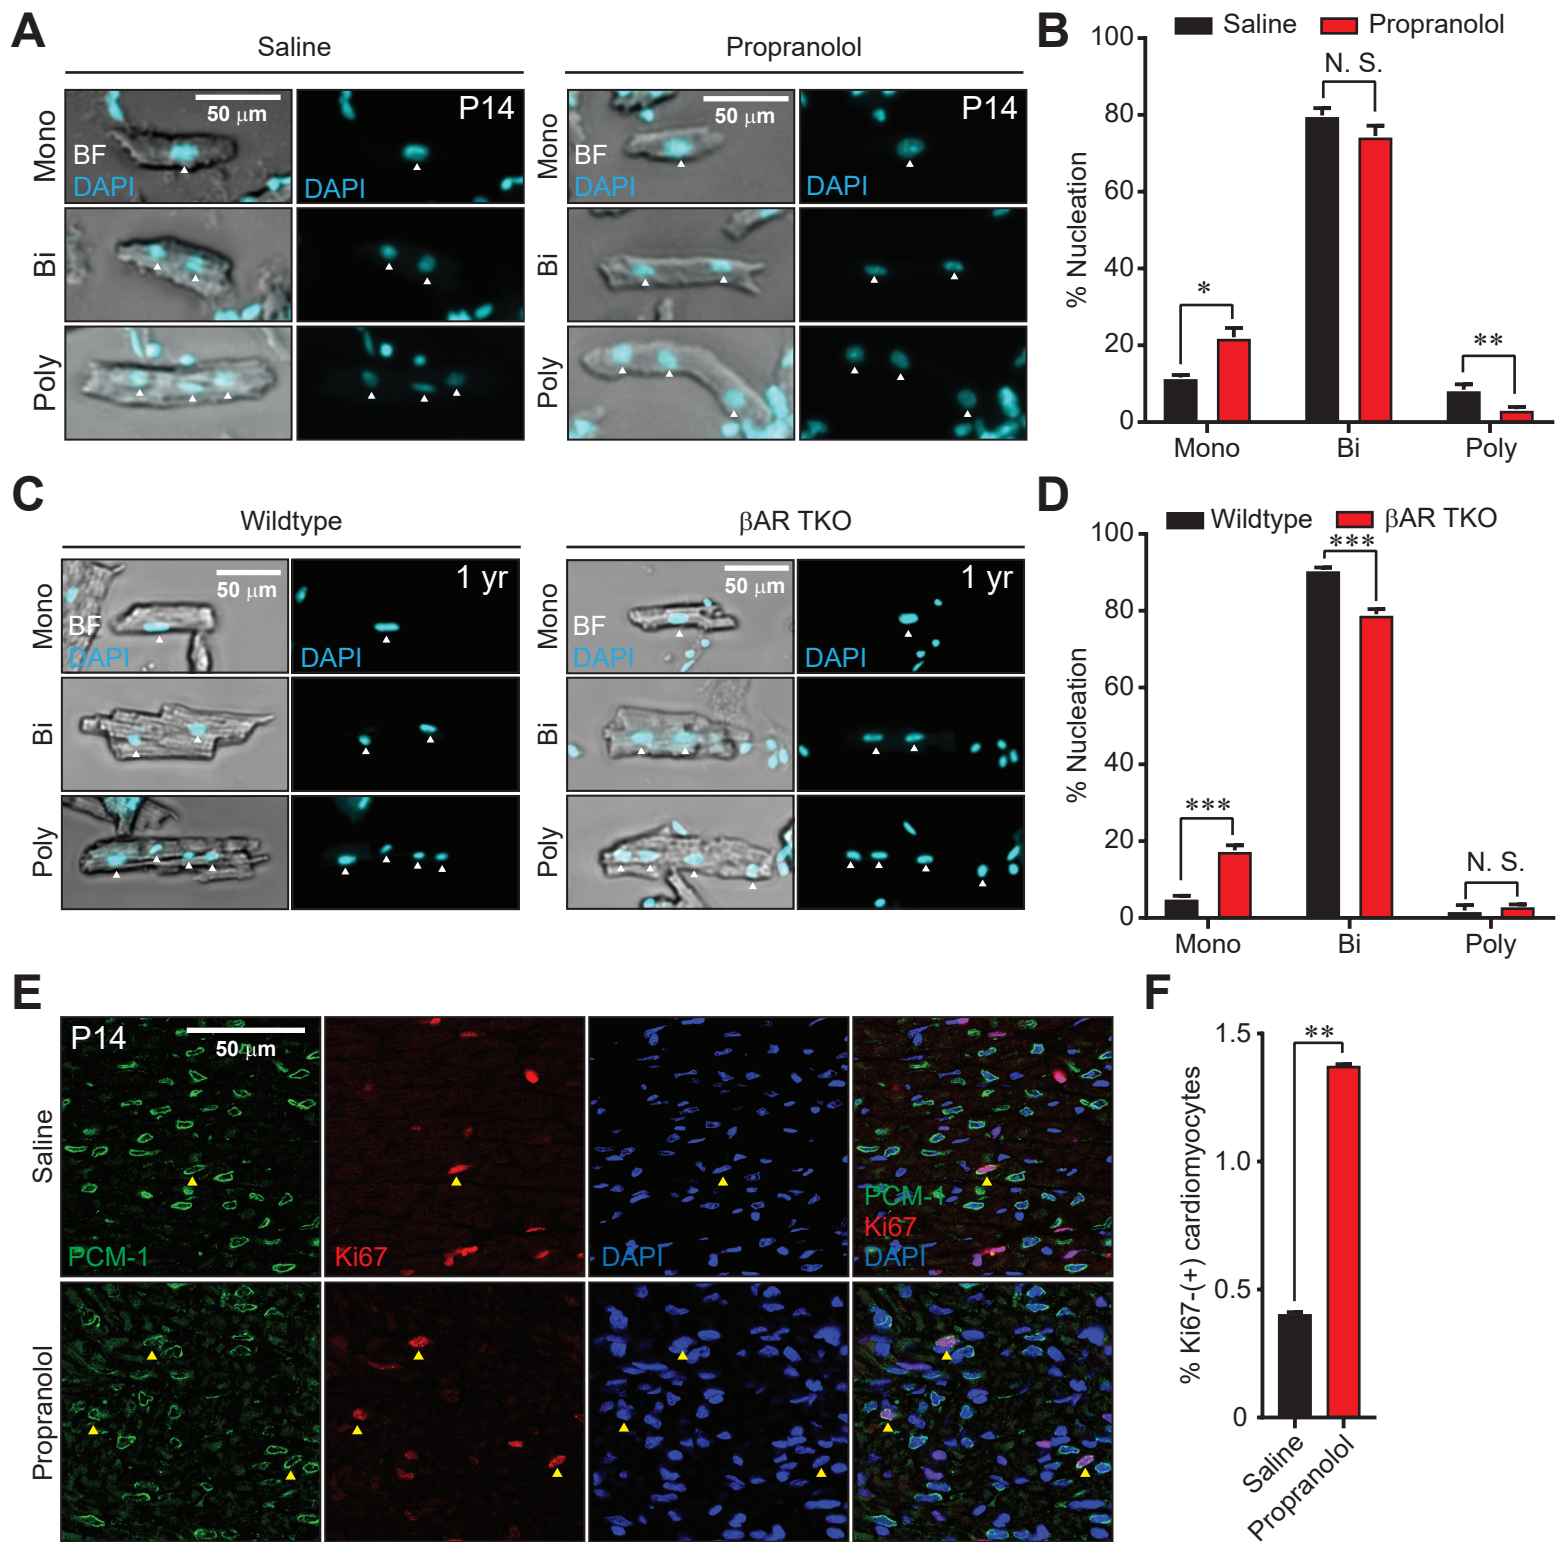 A
Saline
Propranolol
Mono
50 μm
BF
DAPI
P14
DAPI
Mono
50 μm
BF
DAPI
P14
DAPI
Bi
Bi
Poly
Poly
B
Saline
Propranolol
% Nucleation
100
80
60
40
20
0
*
N. S.
**
Mono
Bi
Poly
C
Wildtype
βAR TKO
Mono
50 μm
BF
DAPI
1 yr
DAPI
Mono
50 μm
BF
DAPI
1 yr
DAPI
Bi
Bi
Poly
Poly
D
Wildtype
βAR TKO
% Nucleation
100
80
60
40
20
0
***
***
N. S.
Mono
Bi
Poly
E
Saline
P14
50 μm
PCM-1
Ki67
DAPI
PCM-1
Ki67
DAPI
Propranolol
F
% Ki67-(+) cardiomyocytes
1.5
1.0
0.5
0
**
Saline
Propranolol